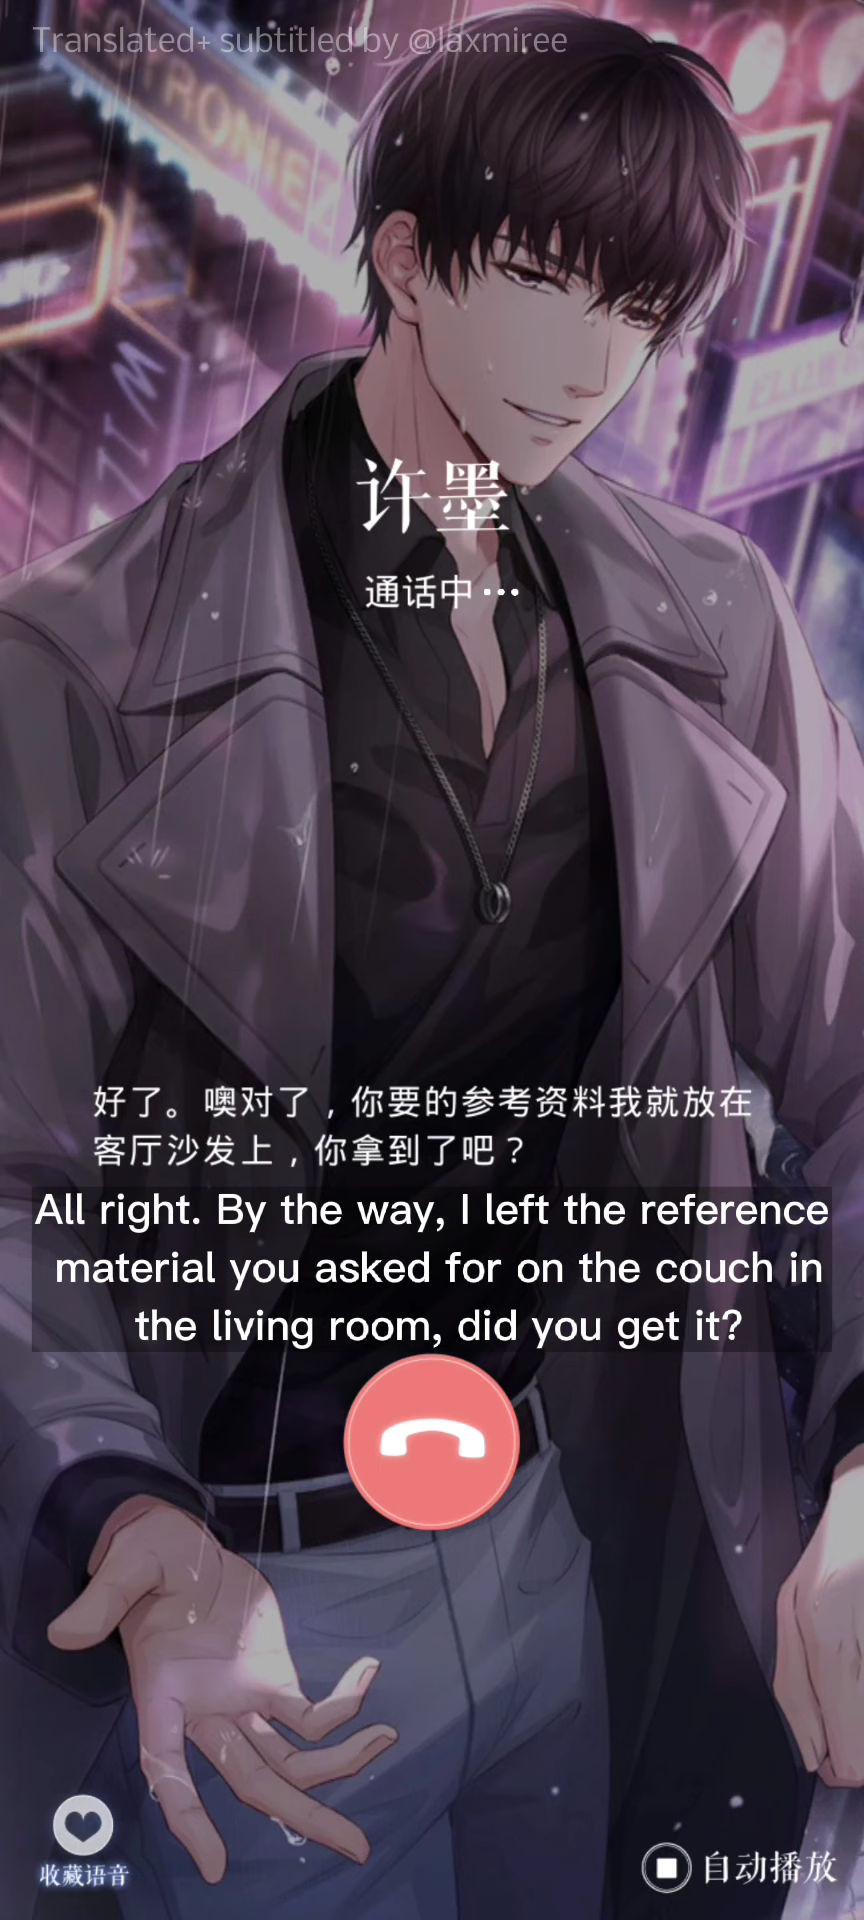 Translated+ subtitled by @laxmiree
许墨
通话中…
好了。噢对了，你要的参考资料我就放在
客厅沙发上，你拿到了吧？
All right. By the way, I left the reference
material you asked for on the couch in
the living room, did you get it?
收藏语音
自动播放